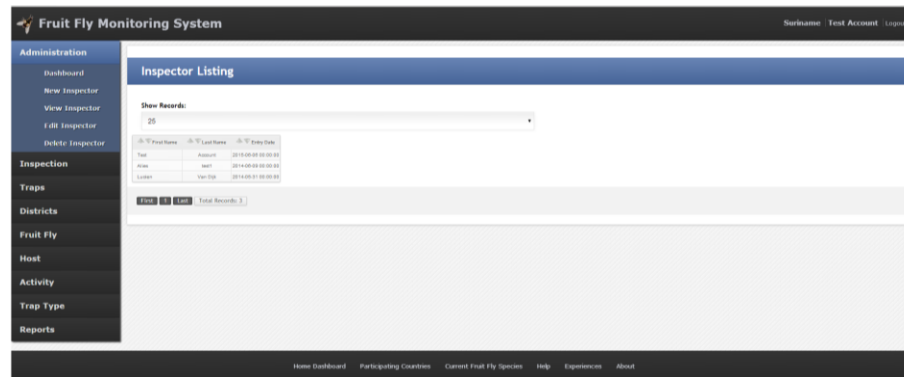 Fruit Fly Monitoring System
Suriname Test Account Logout
Administration
Dashboard
New Inspector
View Inspector
Edit Inspector
Delete Inspector
Inspection
Traps
Districts
Fruit Fly
Host
Activity
Trap Type
Reports
Inspector Listing
Show Records:
25
First Name Last Name Entry Date
Test Account
test1
Van Dijk
First 1 Last Total Records: 3
Home Dashboard Participating Countries Current Fruit Fly Species Help Experiences About